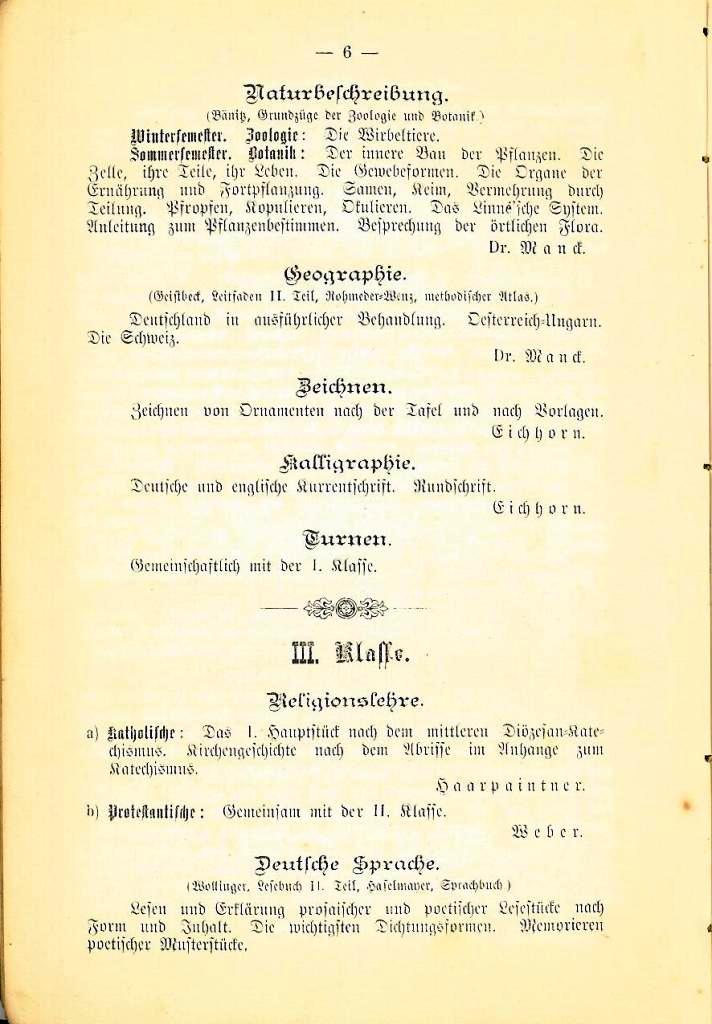 — 6 —
Naturbeschreibung.
(Bänitz, Grundzüge der Zoologie und Botanik.)
Wintersemester. Zoologie: Die Wirbeltiere.
Sommersemester. Botanik: Der innere Bau der Pflanzen. Die
Zelle, ihre Teile, ihr Leben. Die Gewebeformen. Die Organe der
Ernährung und Fortpflanzung. Samen, Keim, Vermehrung durch
Teilung. Pfropfen, Kopulieren, Okulieren. Das Linns'sche System.
Anleitung zum Pflanzenbestimmen. Besprechung der örtlichen Flora.
Dr. Manck.
Geographie.
(Geistbeck, Leitfaden II. Teil, Rohmeder-Wenz, methodischer Atlas.)
Deutschland in ausführlicher Behandlung. Oesterreich-Ungarn.
Die Schweiz.
Dr. Manck.
Zeichnen.
Zeichnen von Ornamenten nach der Tafel und nach Vorlagen.
Eichhorn.
Kalligraphie.
Deutsche und englische Kurrentschrift. Rundschrift.
Eichhorn.
Turnen.
Gemeinschaftlich mit der I. Klasse.
III. Klasse.
Religionslehre.
a) Katholische: Das I. Hauptstück nach dem mittleren Diözesan-Kate-
chismus. Kirchengeschichte nach dem Abrisse im Anhange zum
Katechismus.
Haarpaintner.
b) Protestantische: Gemeinsam mit der II. Klasse.
Weber.
Deutsche Sprache.
(Wollinger, Lesebuch II. Teil, Haselmayer, Sprachbuch)
Lesen und Erklärung prosaischer und poetischer Lesestücke nach
Form und Inhalt. Die wichtigsten Dichtungsformen. Memorieren
poetischer Musterstücke.